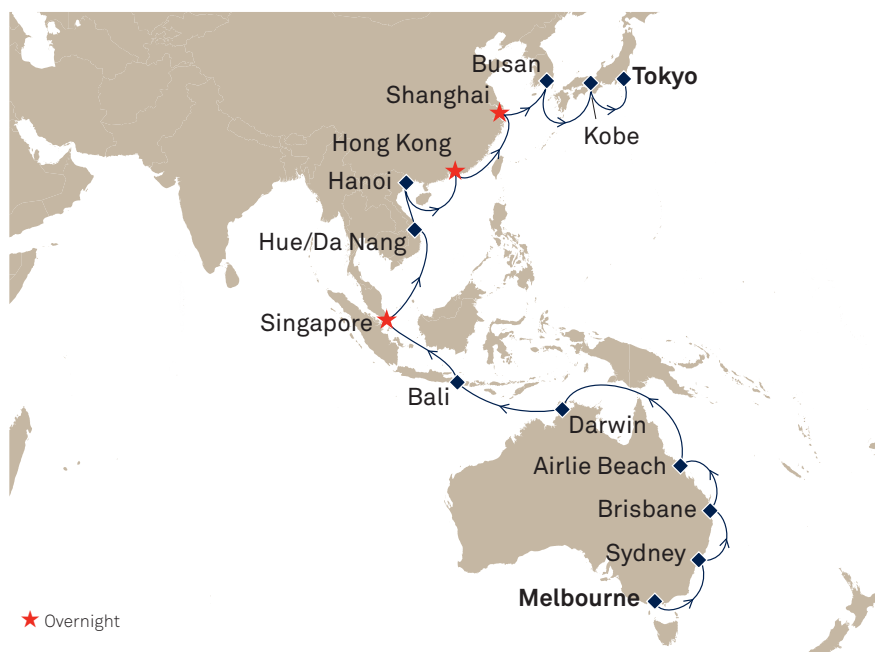 Busan
Tokyo
Shanghai
Kobe
Hong Kong
Hanoi
Hue/Da Nang
Singapore
Bali
Darwin
Airlie Beach
Brisbane
Sydney
Melbourne
Overnight